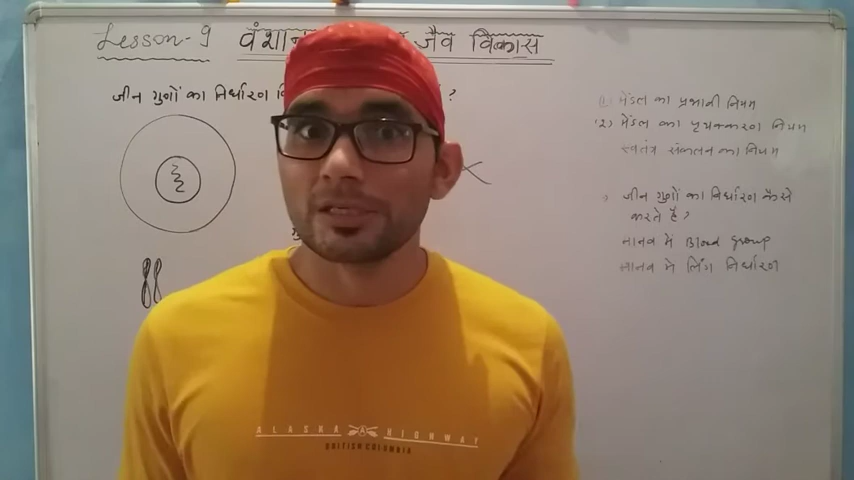 Lesson-9 जैव विकास
जीन गुणों का निर्धारण ?
1) मेंडल का प्रभावी नियम
(2) मेंडल का पृथक्करण नियम
स्वतंत्र संकलन का नियम
जीन गुणों का निर्धारण कैसे
करते है?
मानव में Blood group
मानव में लिंग निर्धारण
ALASKA HIGHWAY
BRITISH COLUMBIA